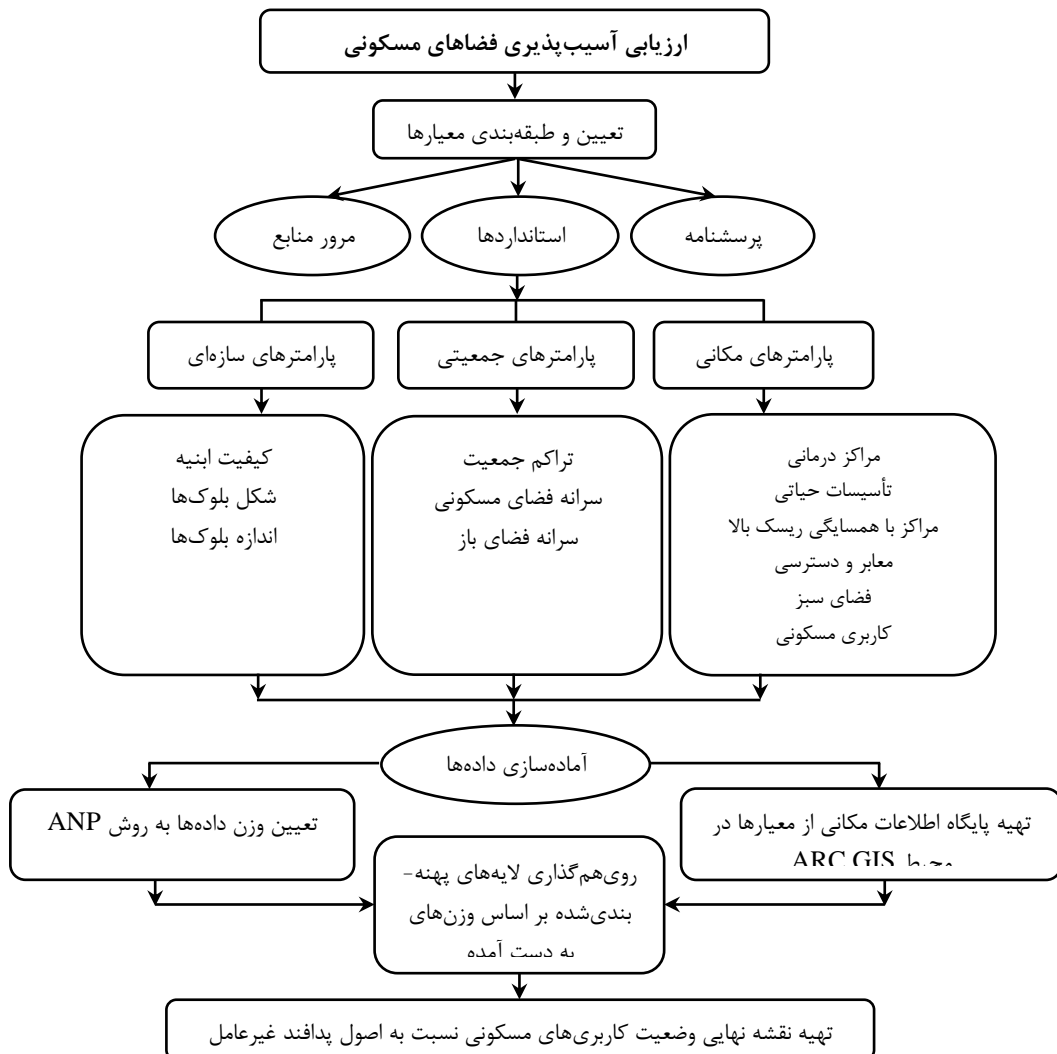 ارزیابی آسیب‌پذیری فضاهای مسکونی
تعیین و طبقه‌بندی معیارها
پرسشنامه
استانداردها
مرور منابع
پارامترهای مکانی
پارامترهای جمعیتی
پارامترهای سازه‌ای
مراکز درمانی
تأسیسات حیاتی
مراکز با همسایگی ریسک بالا
معابر و دسترسی
فضای سبز
کاربری مسکونی
تراکم جمعیت
سرانه فضای مسکونی
سرانه فضای باز
کیفیت ابنیه
شکل بلوک‌ها
اندازه بلوک‌ها
آماده‌سازی داده‌ها
تهیه پایگاه اطلاعات مکانی از معیارها در
محیط ARC GIS
تعیین وزن داده‌ها به روش ANP
روی‌هم‌گذاری لایه‌های پهنه-
بندی‌شده بر اساس وزن‌های
به دست آمده
تهیه نقشه نهایی وضعیت کاربری‌های مسکونی نسبت به اصول پدافند غیرعامل